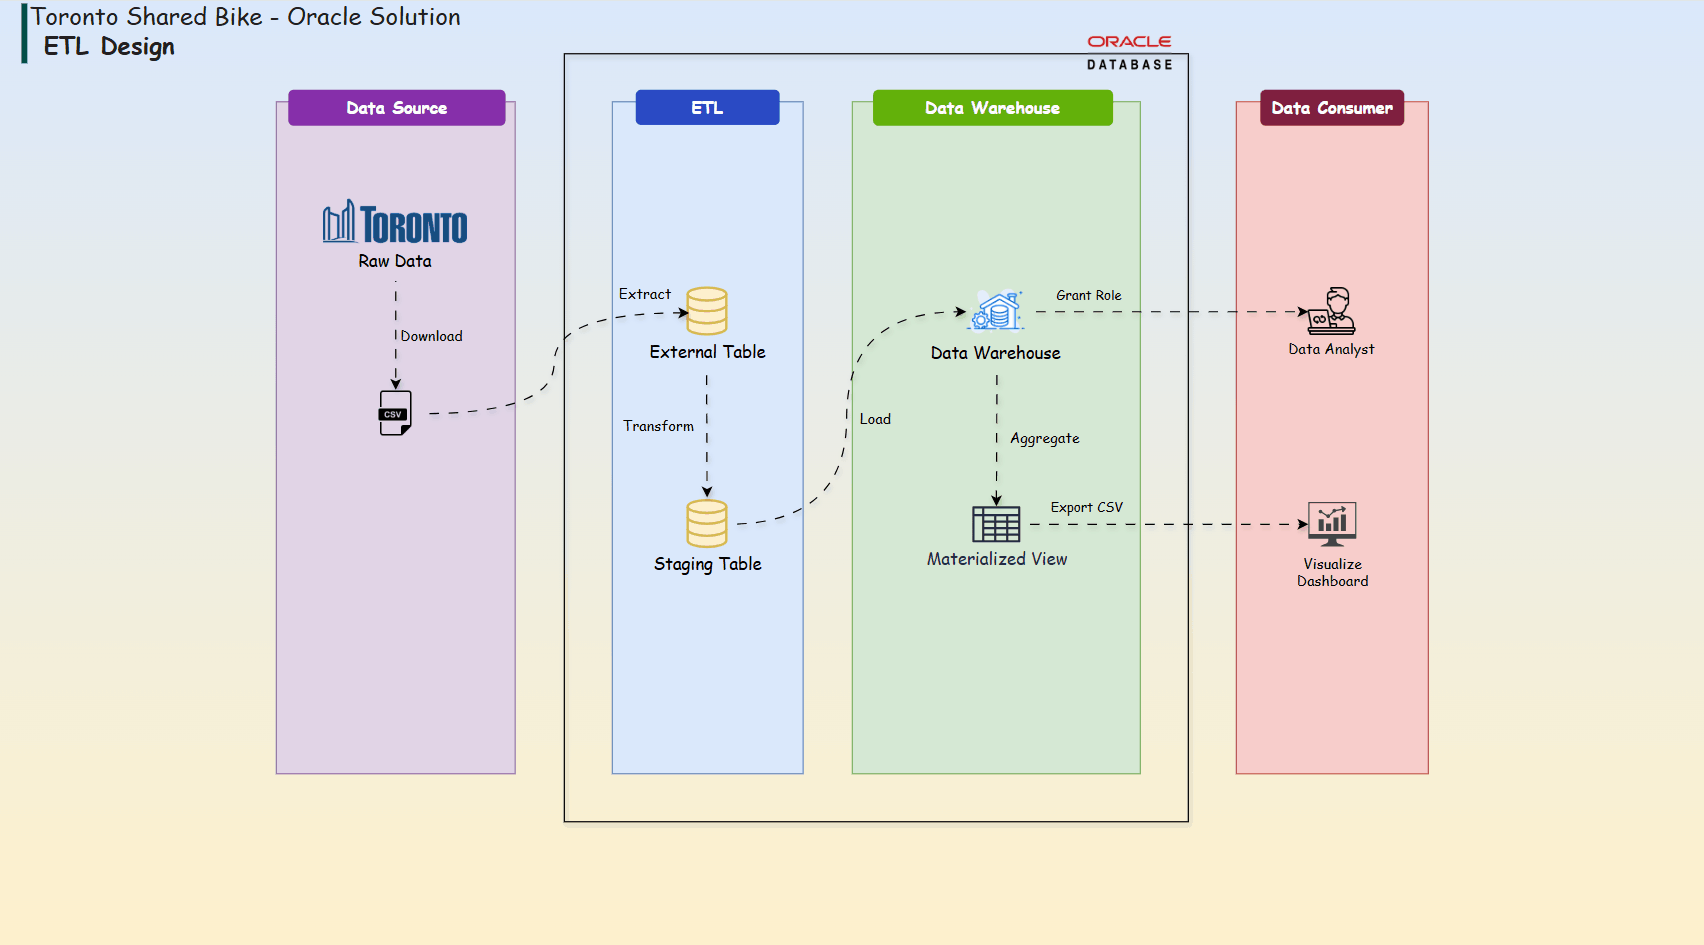 Toronto Shared Bike - Oracle Solution
ETL Design
ORACLE
DATABASE
Data Source
ETL
Data Warehouse
Data Consumer
TORONTO
Raw Data
Download
CSV
Extract
External Table
Transform
Staging Table
Load
Data Warehouse
Grant Role
Aggregate
Materialized View
Export CSV
Data Analyst
Visualize
Dashboard